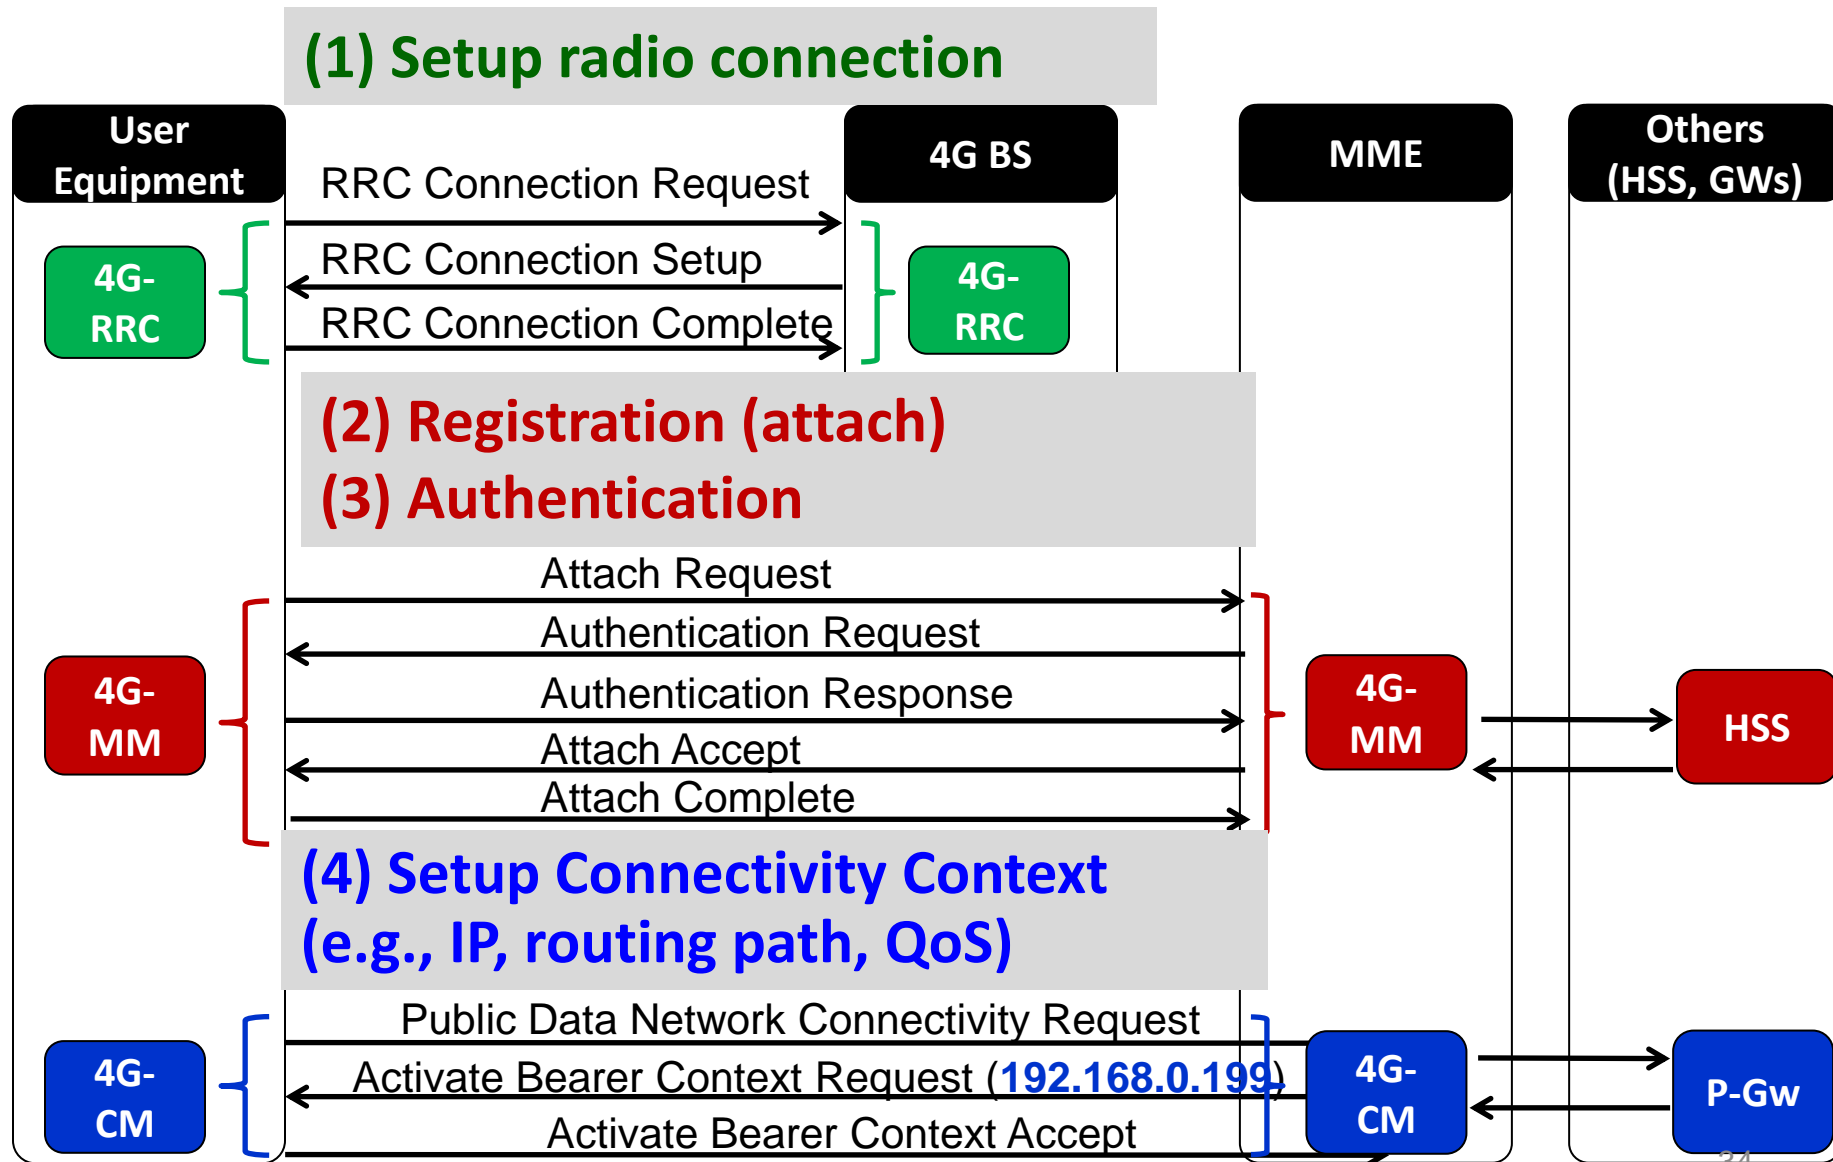 (1) Setup radio connection
User
Equipment
4G BS
MME
Others
(HSS, GWs)
RRC Connection Request
RRC Connection Setup
RRC Connection Complete
4G-
RRC
4G-
RRC
(2) Registration (attach)
(3) Authentication
Attach Request
Authentication Request
Authentication Response
Attach Accept
Attach Complete
4G-
MM
4G-
MM
HSS
(4) Setup Connectivity Context
(e.g., IP, routing path, QoS)
Public Data Network Connectivity Request
Activate Bearer Context Request (192.168.0.199)
Activate Bearer Context Accept
4G-
CM
4G-
CM
P-Gw
34